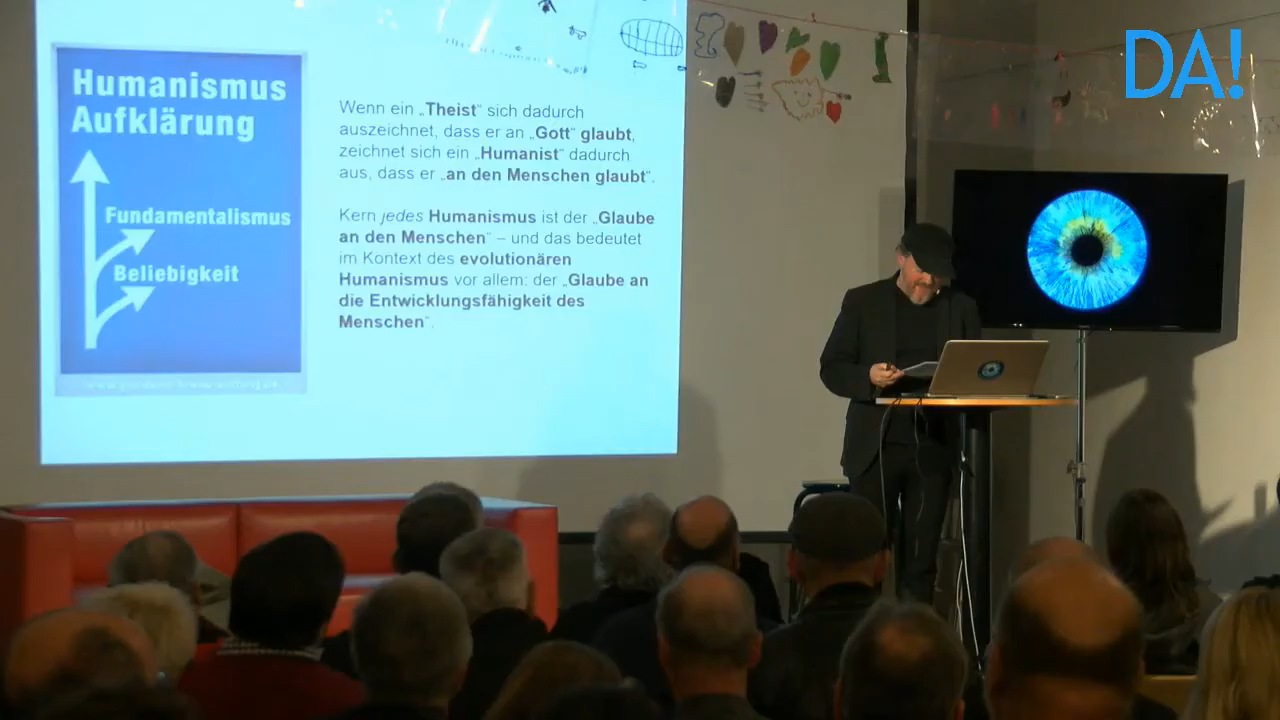 DA!
Humanismus
Aufklärung
Fundamentalismus
Beliebigkeit
Wenn ein „Theist“ sich dadurch
auszeichnet, dass er an „Gott“ glaubt,
zeichnet sich ein „Humanist“ dadurch
aus, dass er „an den Menschen glaubt“.
Kern jedes Humanismus ist der „Glaube
an den Menschen“ – und das bedeutet
im Kontext des evolutionären
Humanismus vor allem: der „Glaube an
die Entwicklungsfähigkeit des
Menschen“.